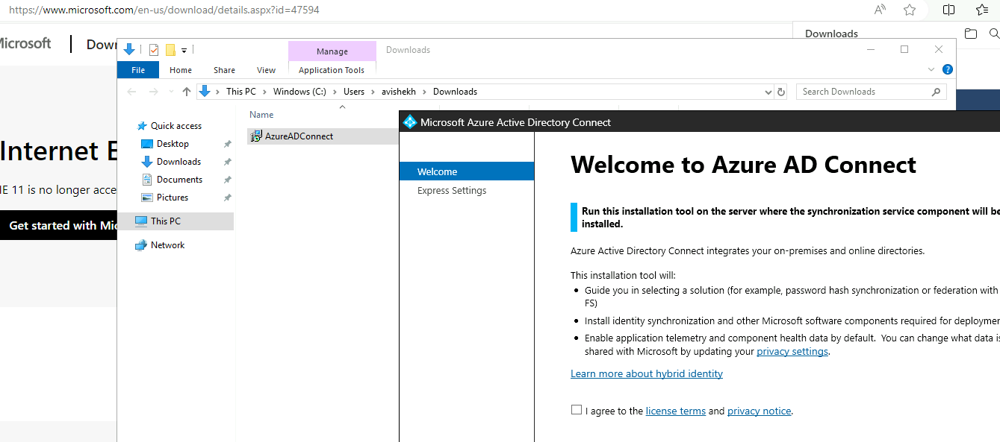 https://www.microsoft.com/en-us/download/details.aspx?id=47594
Downloads
Microsoft
Manage
Downloads
File
Home
Share
View
Application Tools
This PC
Windows (C:)
Users
avishekh
Downloads
Search Downloads
Quick access
Desktop
Downloads
Documents
Pictures
This PC
Network
Name
AzureADConnect
Internet E
IE 11 is no longer acce
Get started with Mic
Microsoft Azure Active Directory Connect
Welcome
Express Settings
Welcome to Azure AD Connect
Run this installation tool on the server where the synchronization service component will be
installed.
Azure Active Directory Connect integrates your on-premises and online directories.
This installation tool will:
• Guide you in selecting a solution (for example, password hash synchronization or federation with
FS)
• Install identity synchronization and other Microsoft software components required for deploymen
• Enable application telemetry and component health data by default. You can change what data is
shared with Microsoft by updating your privacy settings.
Learn more about hybrid identity
I agree to the license terms and privacy notice.